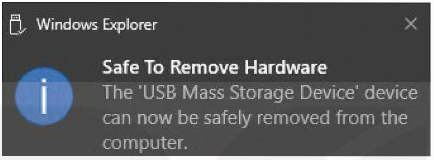 Windows Explorer
Safe To Remove Hardware
The 'USB Mass Storage Device' device
can now be safely removed from the
computer.